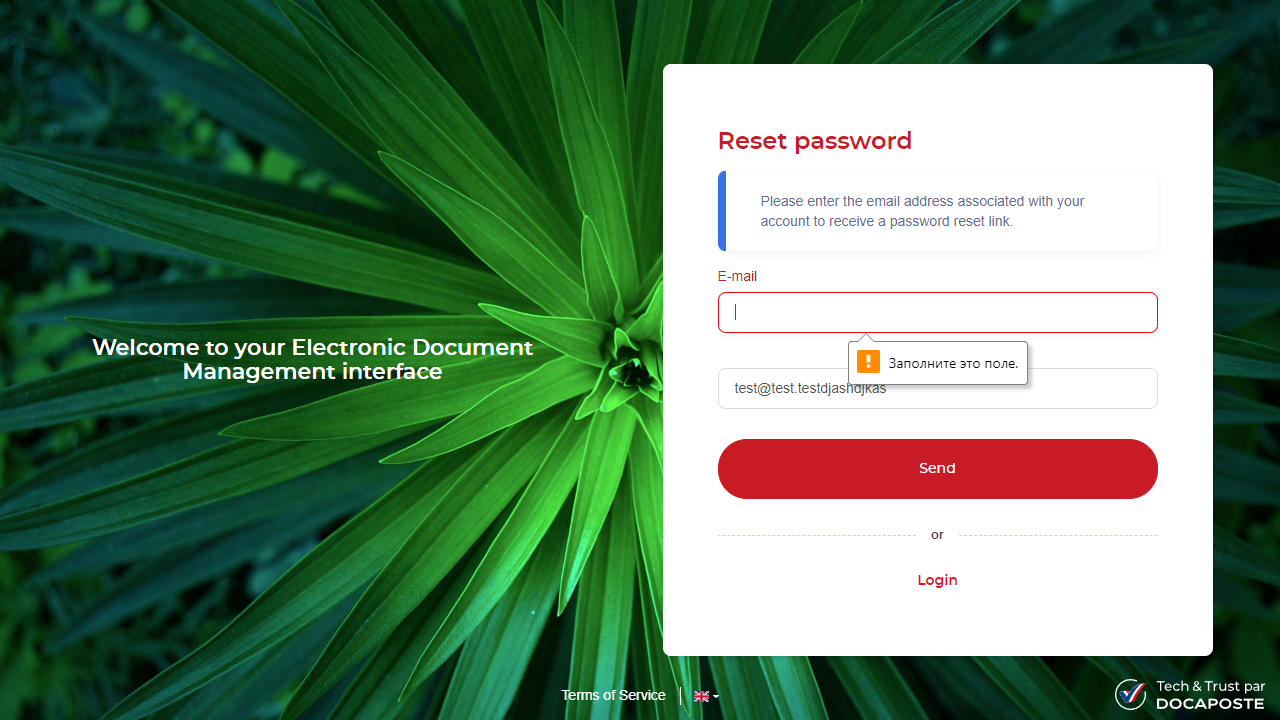 Reset password
Please enter the email address associated with your
account to receive a password reset link.
E-mail
Welcome to your Electronic Document
Management interface
Заполните это поле.
test@test.testdjashdjkas
Send
or
Login
Terms of Service
Tech & Trust par
DOCAPOSTE